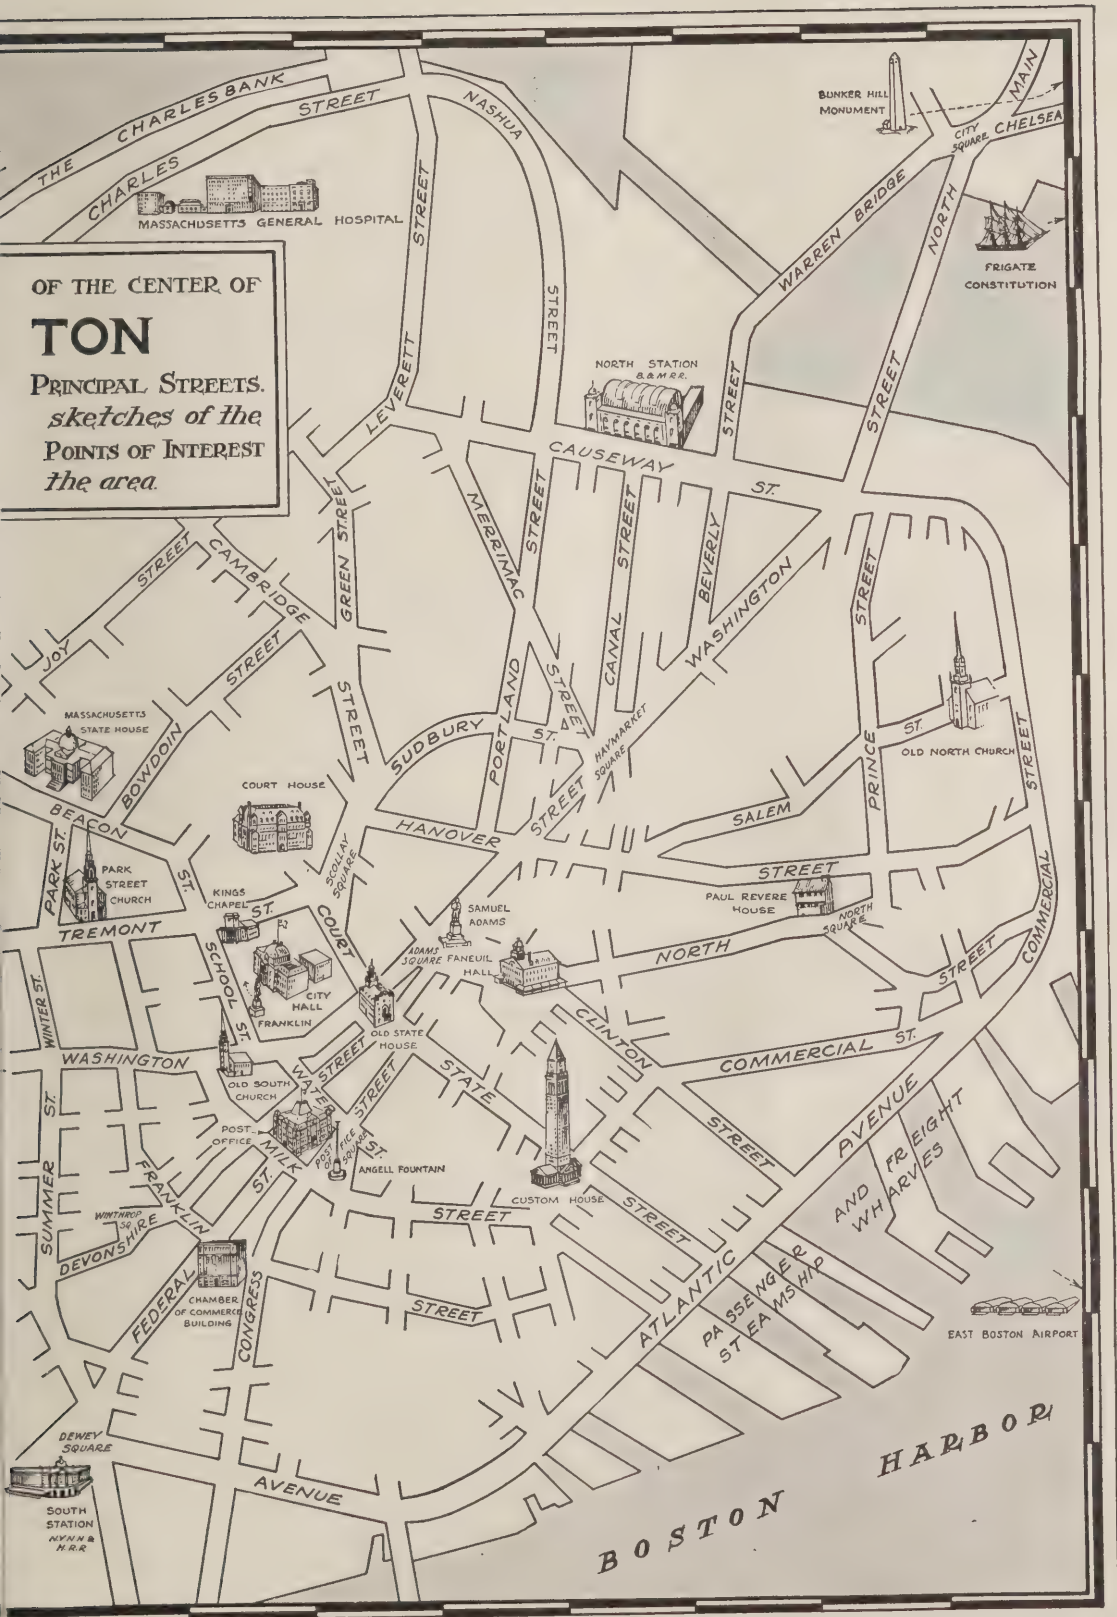 THE CHARLESBANK
CHARLES STREET
NASHUA STREET
MASSACHUSETTS GENERAL HOSPITAL
BUNKER HILL
MONUMENT
MAIN
CITY
SQUARE
CHELSEA
WARREN BRIDGE
NORTH
FRIGATE
CONSTITUTION
OF THE CENTER OF
TON
PRINCIPAL STREETS.
sketches of the
POINTS OF INTEREST
the area.
STREET
LEVERETT
NORTH STATION
B.& M.R.R.
STREET
STREET
CAUSEWAY ST.
MERRIMAC
STREET
STREET
CANAL STREET
BEVERLY
WASHINGTON
STREET
JOY STREET
CAMBRIDGE
STREET
GREEN STREET
BOWDOIN STREET
MASSACHUSETTS
STATE HOUSE
BEACON
ST.
PARK ST.
PARK
STREET
CHURCH
COURT HOUSE
SUDBURY
ST.
PORTLAND
HAYMARKET
SQUARE
STREET
HANOVER
STREET
SCOLLAY
SQUARE
SALEM
ST.
PRINCE
OLD NORTH CHURCH
STREET
COMMERCIAL
PAUL REVERE
HOUSE
NORTH
SQUARE
NORTH
STREET
KINGS
CHAPEL
ST.
COURT
TREMONT
SCHOOL ST.
CITY
HALL
FRANKLIN
SAMUEL
ADAMS
ADAMS
SQUARE
FANEUIL
HALL
OLD STATE
HOUSE
WINTER ST.
WASHINGTON
OLD SOUTH
CHURCH
WATER
STREET
STREET
STATE
STREET
CLINTON
STREET
COMMERCIAL ST.
POST
OFFICE
POST OFFICE
SQUARE
MILK
ST.
ST.
ANGELL FOUNTAIN
CUSTOM HOUSE
SUMMER ST.
FRANKLIN
WINTHROP
SQ.
DEVONSHIRE
STREET
STREET
FEDERAL
CONGRESS
CHAMBER
OF COMMERCE
BUILDING
ATLANTIC
AVENUE
PASSENGER AND FREIGHT
STEAMSHIP WHARVES
EAST BOSTON AIRPORT
DEWEY
SQUARE
SOUTH
STATION
N.Y.N.H &
H.R.R
AVENUE
BOSTON HARBOR